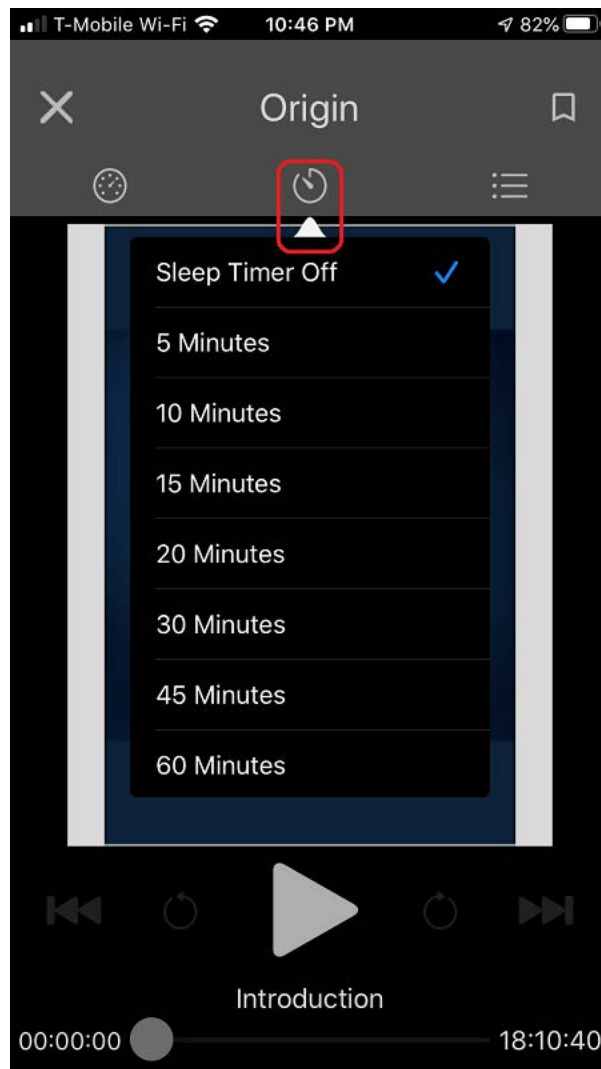 T-Mobile Wi-Fi 10:46 PM 82%
Origin
Sleep Timer Off
5 Minutes
10 Minutes
15 Minutes
20 Minutes
30 Minutes
45 Minutes
60 Minutes
Introduction
00:00:00 18:10:40